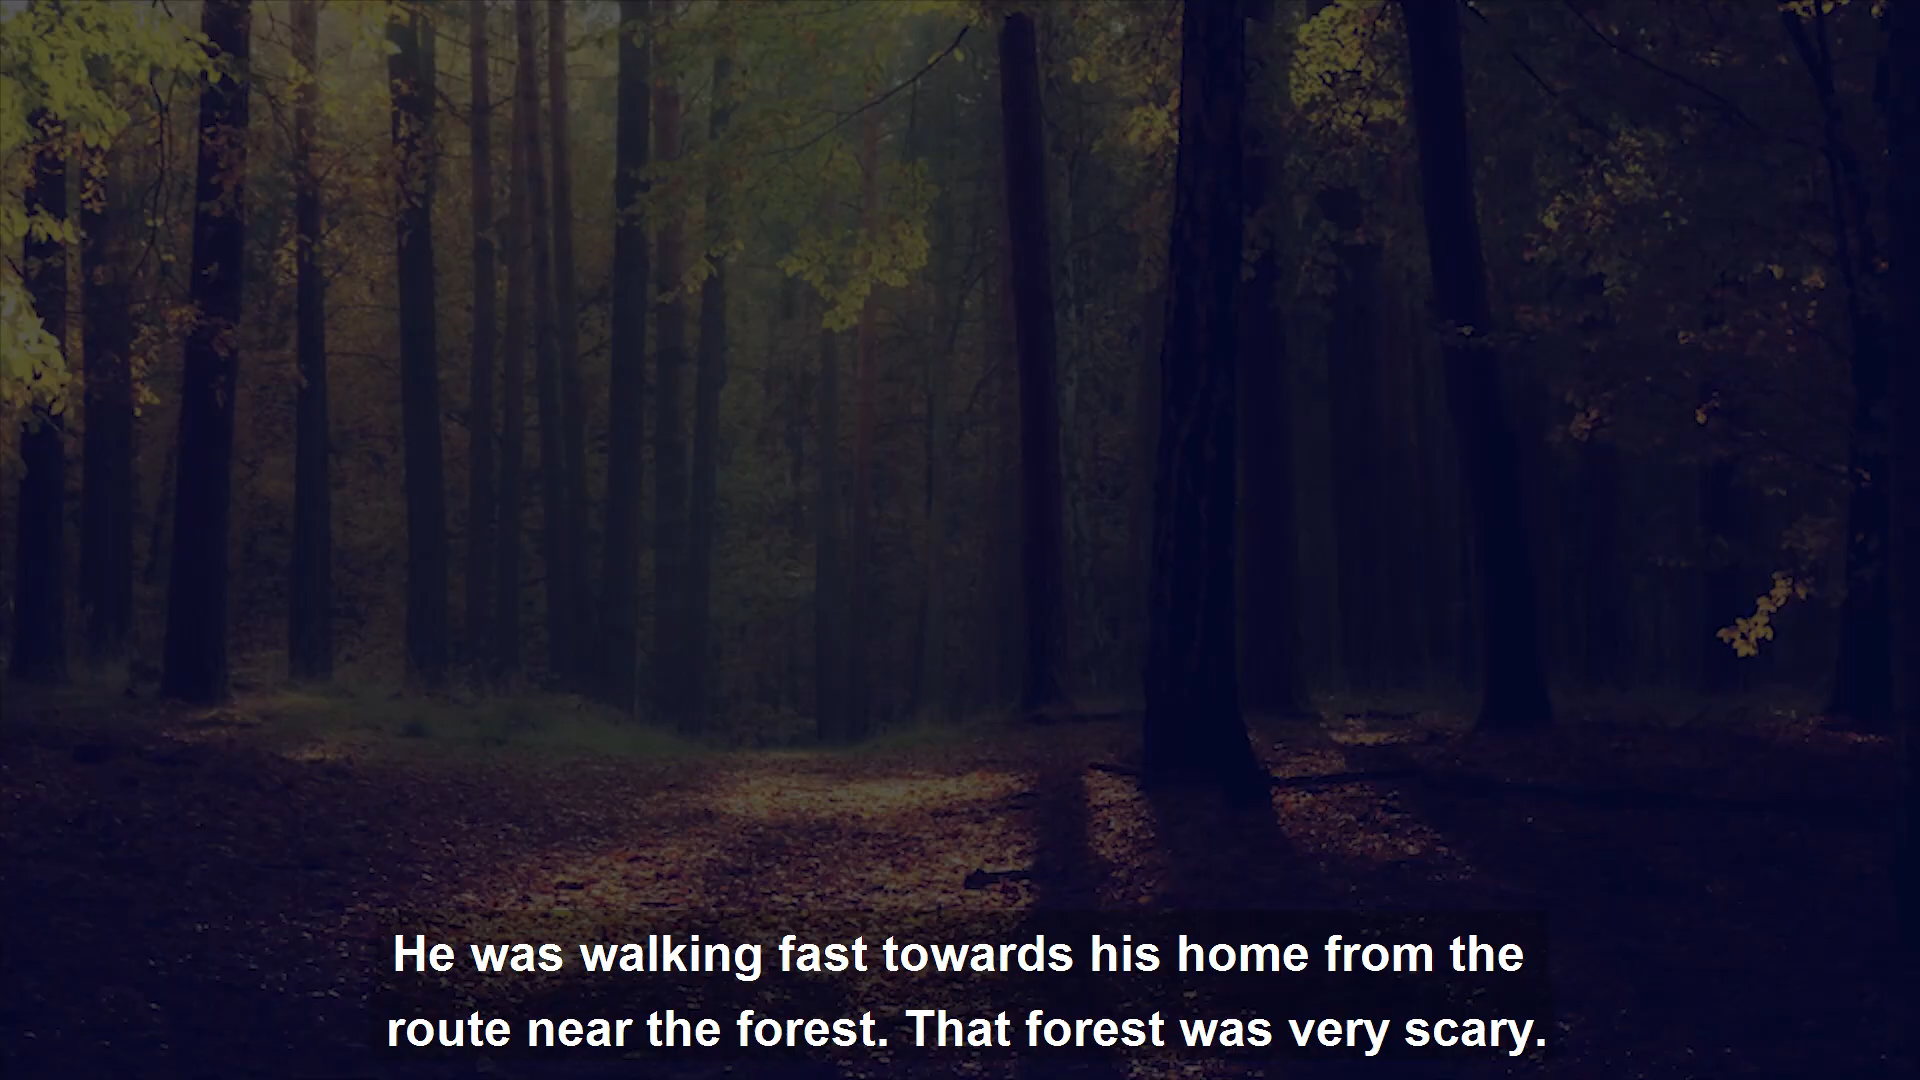 He was walking fast towards his home from the
route near the forest. That forest was very scary.